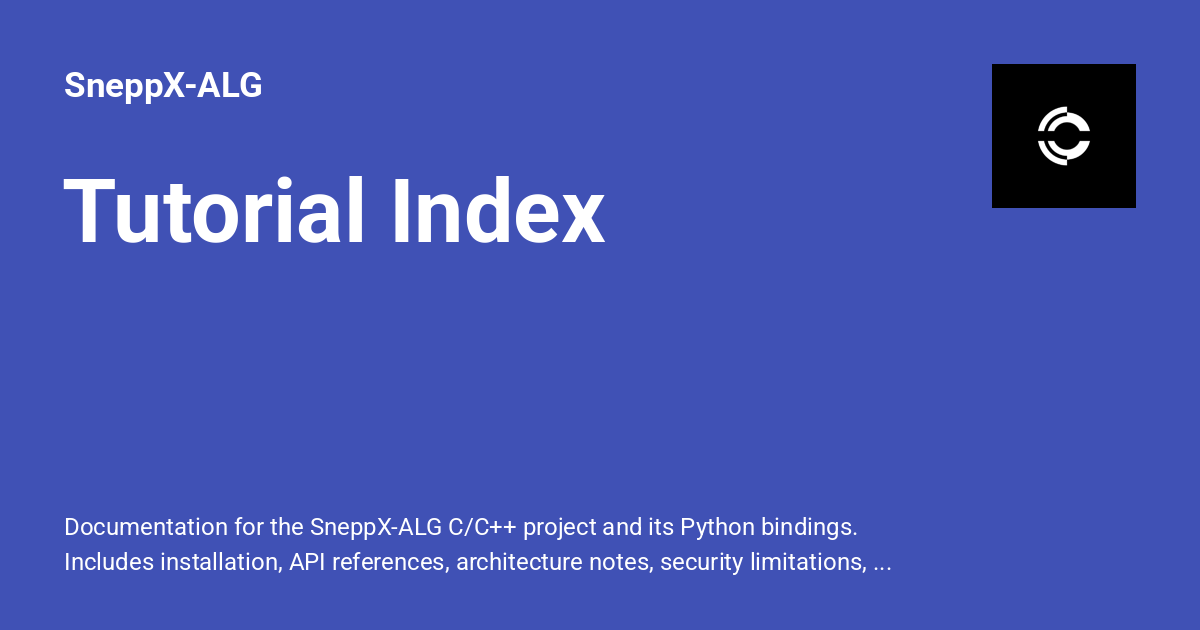 SneppX-ALG
Tutorial Index
Documentation for the SneppX-ALG C/C++ project and its Python bindings.
Includes installation, API references, architecture notes, security limitations, ...